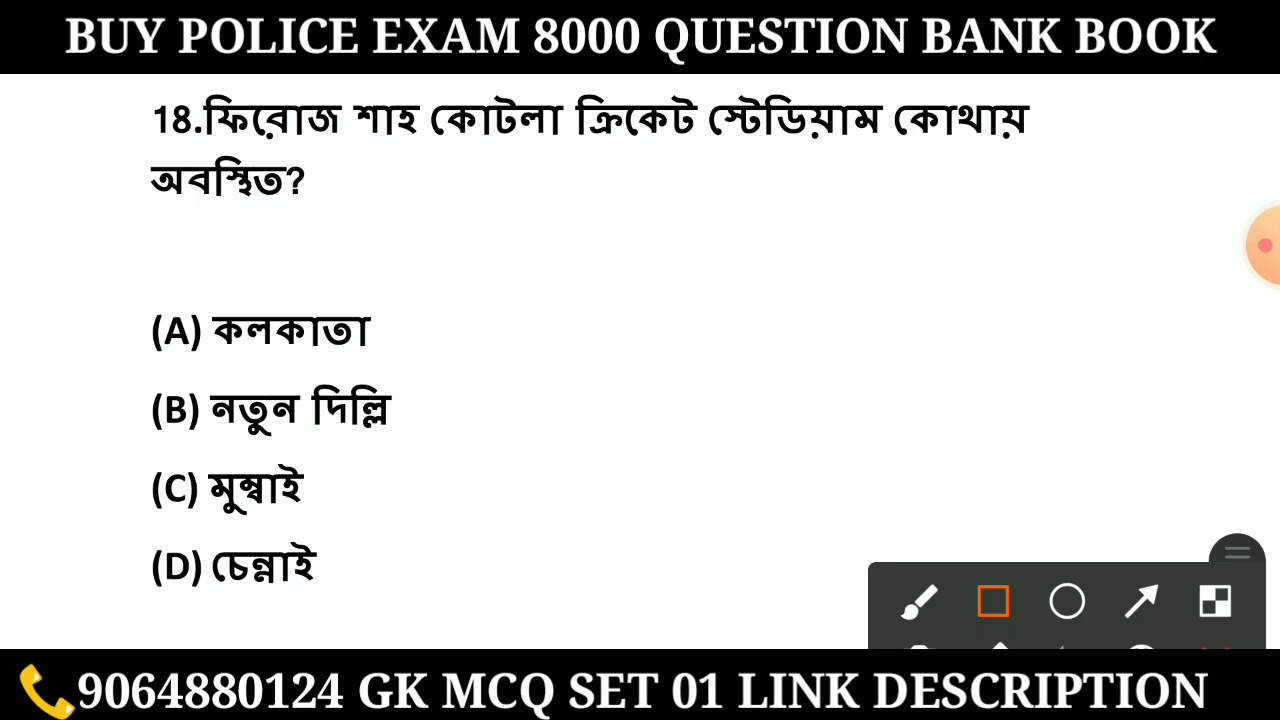 BUY POLICE EXAM 8000 QUESTION BANK BOOK
18.ফিরোজ শাহ কোটলা ক্রিকেট স্টেডিয়াম কোথায়
অবস্থিত?
(A) কলকাতা
(B) নতুন দিল্লি
(C) মুম্বাই
(D) চেন্নাই
9064880124 GK MCQ SET 01 LINK DESCRIPTION